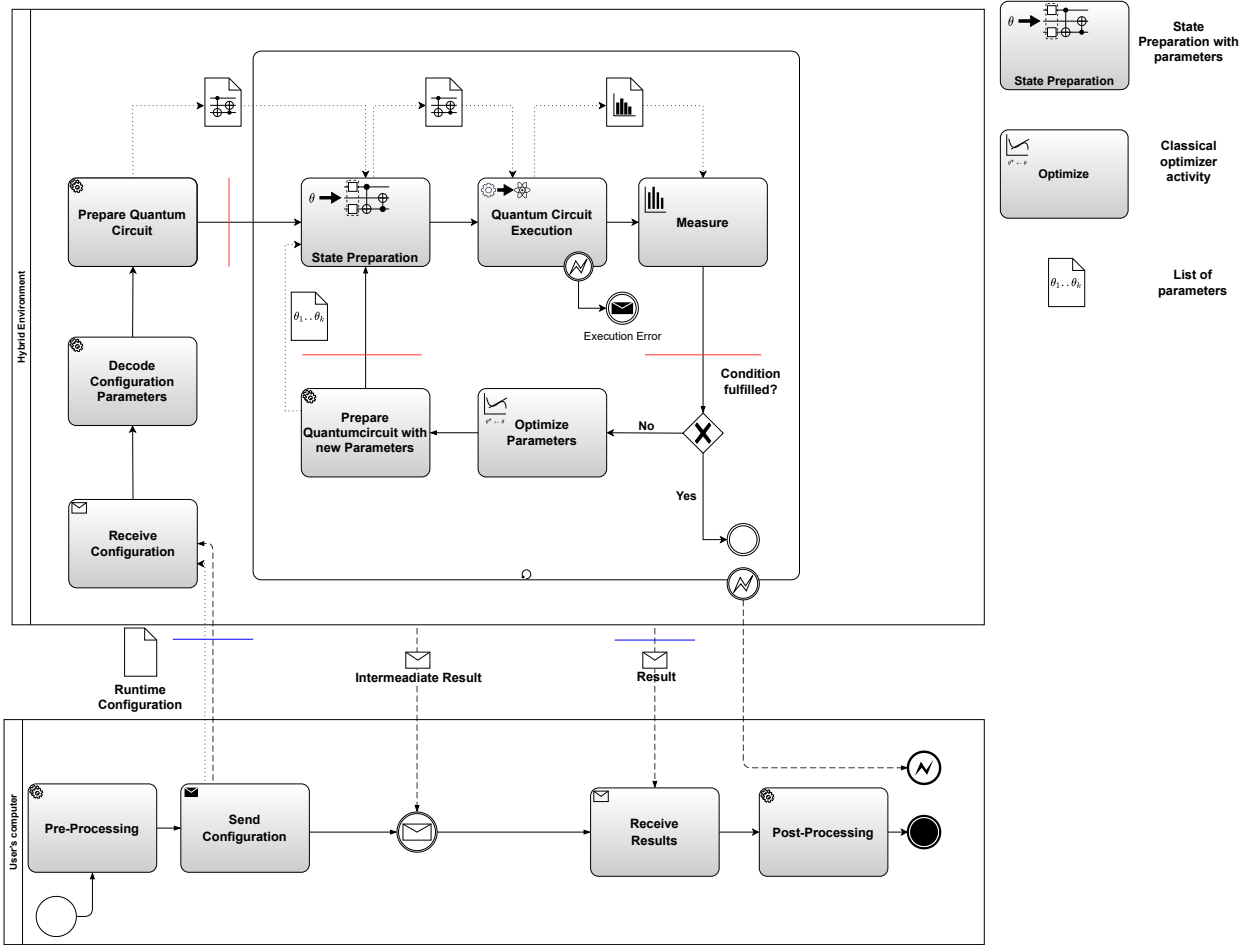 State
Preparation with
parameters
θ
State Preparation
Classical
optimizer
activity
θ* ← θ
Optimize
List of
parameters
θ₁..θₖ
Hybrid Environment
Prepare Quantum
Circuit
θ
State Preparation
Quantum Circuit
Execution
Measure
θ₁..θₖ
Execution Error
Decode
Configuration
Parameters
Condition
fulfilled?
Prepare
Quantumcircuit with
new Parameters
θ* ← θ
Optimize
Parameters
No
Yes
Receive
Configuration
Runtime
Configuration
Intermeadiate Result
Result
User's computer
Pre-Processing
Send
Configuration
Receive
Results
Post-Processing